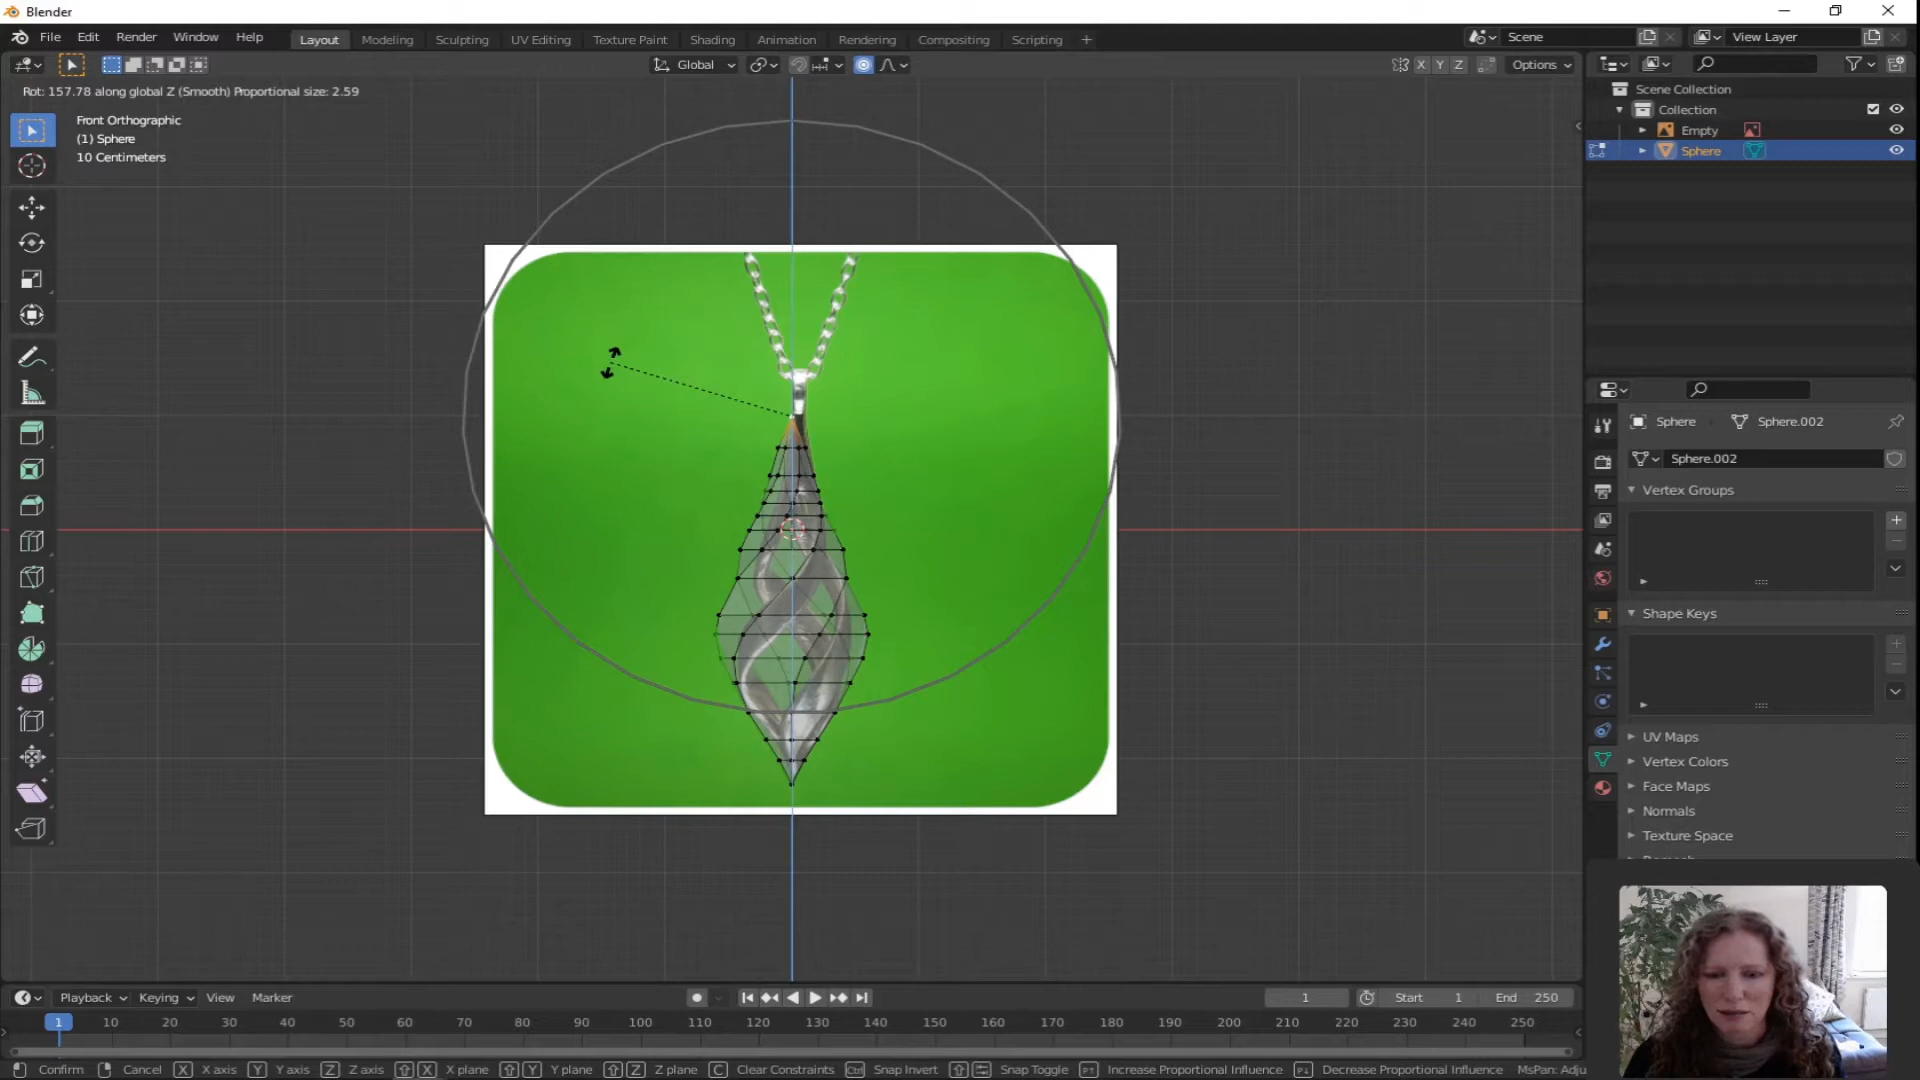 Blender
File Edit Render Window Help
Layout Modeling Sculpting UV Editing Texture Paint Shading Animation Rendering Compositing Scripting +
Scene
View Layer
Global
X Y Z
Options
Rot: 157.78 along global Z (Smooth) Proportional size: 2.59
Front Orthographic
(1) Sphere
10 Centimeters
Scene Collection
Collection
Empty
Sphere
Sphere
Sphere.002
Sphere.002
Vertex Groups
Shape Keys
UV Maps
Vertex Colors
Face Maps
Normals
Texture Space
Playback Keying View Marker
1
Start 1
End 250
1 10 20 30 40 50 60 70 80 90 100 110 120 130 140 150 160 170 180 190 200 210 220 230 240 250
Confirm Cancel X X axis Y Y axis Z Z axis X X plane Y Y plane Z Z plane C Clear Constraints Ctrl Snap Invert Snap Toggle Increase Proportional Influence Decrease Proportional Influence MsPan: Adju